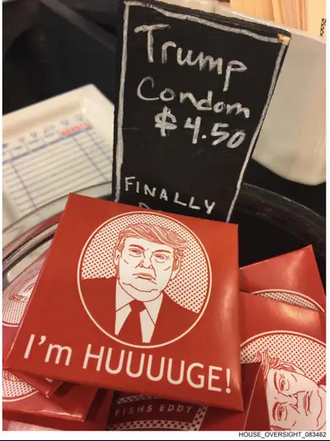 Trump
Condom
$4.50
FINALLY
I'm HUUUUGE!
FISHS EDDY
HOUSE_OVERSIGHT_083462